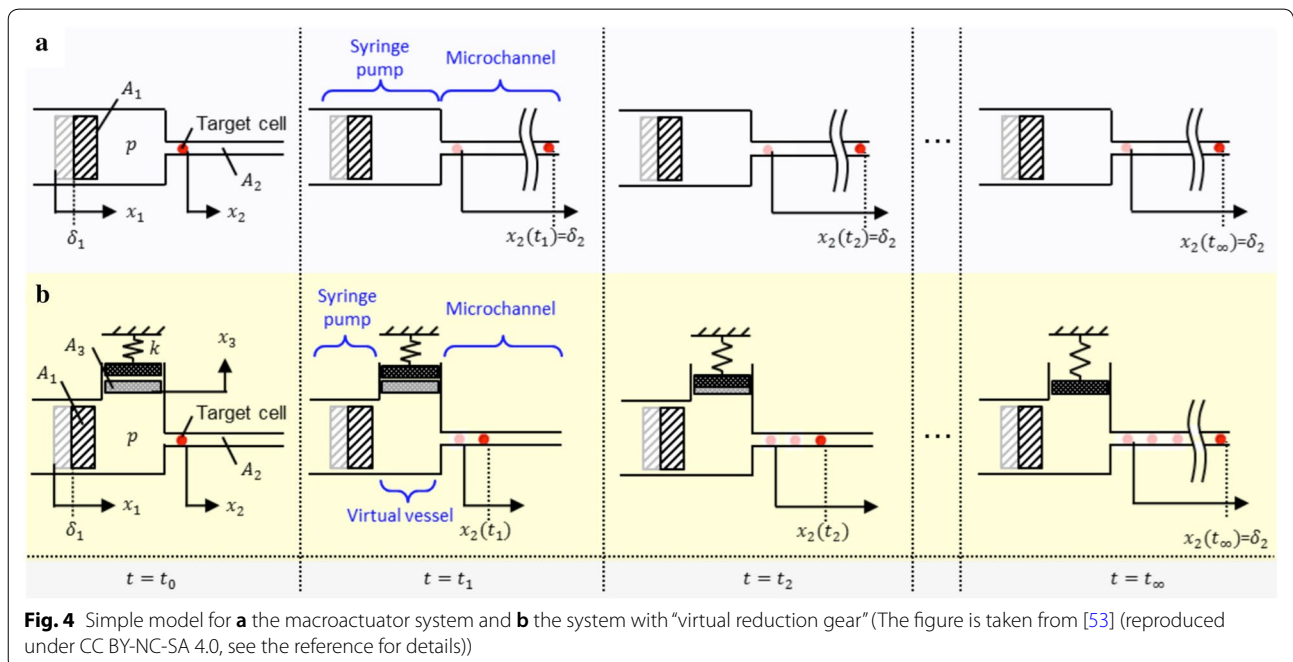 a
Syringe pump
Microchannel
A₁
Target cell
p
A₂
x₁
x₂
δ₁
x₂(t₁)=δ₂
x₂(t₂)=δ₂
...
x₂(t∞)=δ₂
b
Syringe pump
Microchannel
A₃
k
x₃
A₁
Target cell
p
A₂
...
x₁
x₂
δ₁
Virtual vessel
x₂(t₁)
x₂(t₂)
x₂(t∞)=δ₂
t = t₀
t = t₁
t = t₂
t = t∞
Fig. 4 Simple model for a the macroactuator system and b the system with “virtual reduction gear” (The figure is taken from [53] (reproduced
under CC BY-NC-SA 4.0, see the reference for details))